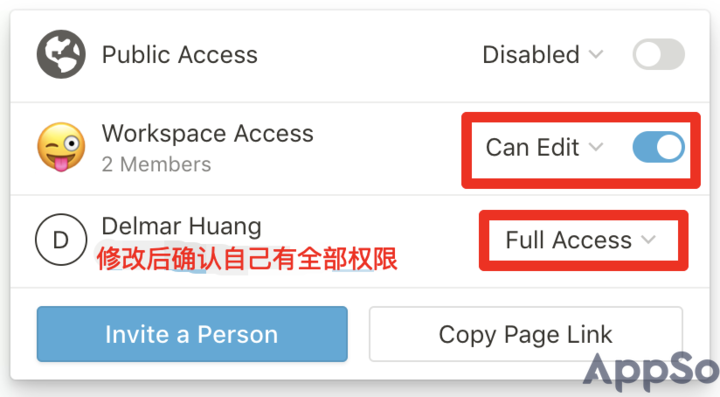 Public Access
Disabled
Workspace Access
2 Members
Can Edit
D
Delmar Huang
修改后确认自己有全部权限
Full Access
Invite a Person
Copy Page Link
AppSo